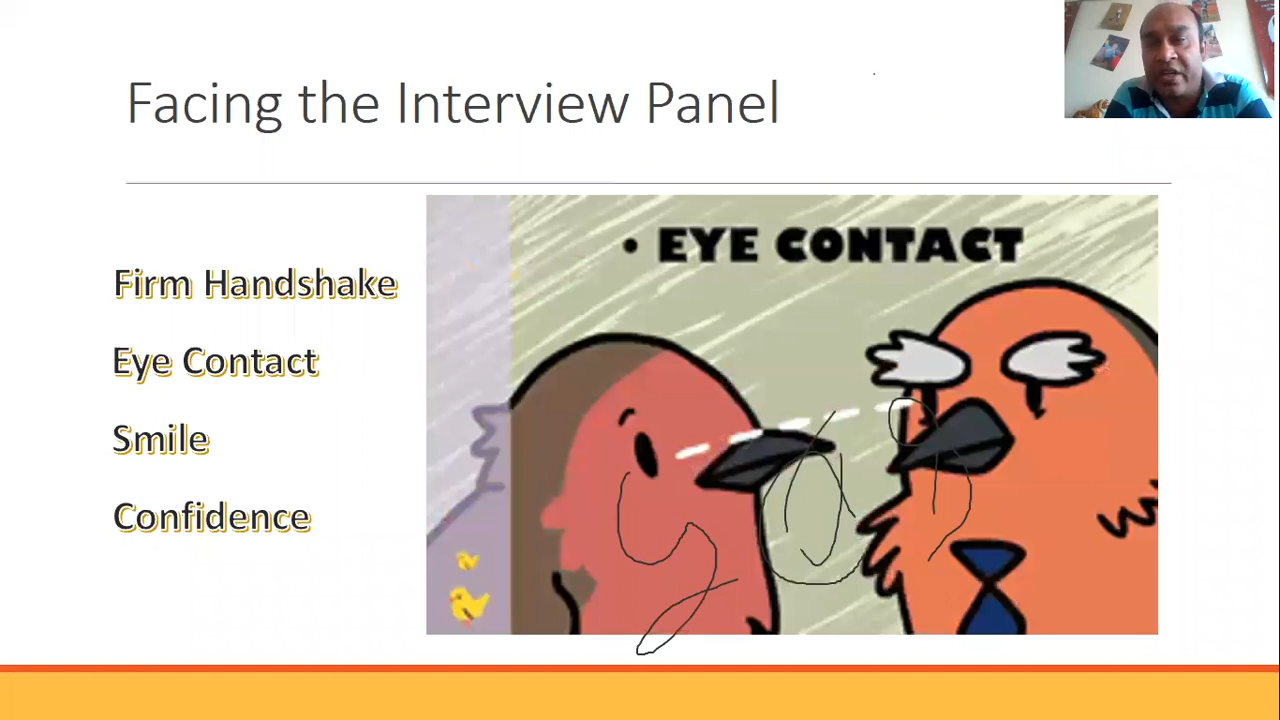 Facing the Interview Panel
• EYE CONTACT
Firm Handshake
Eye Contact
Smile
Confidence